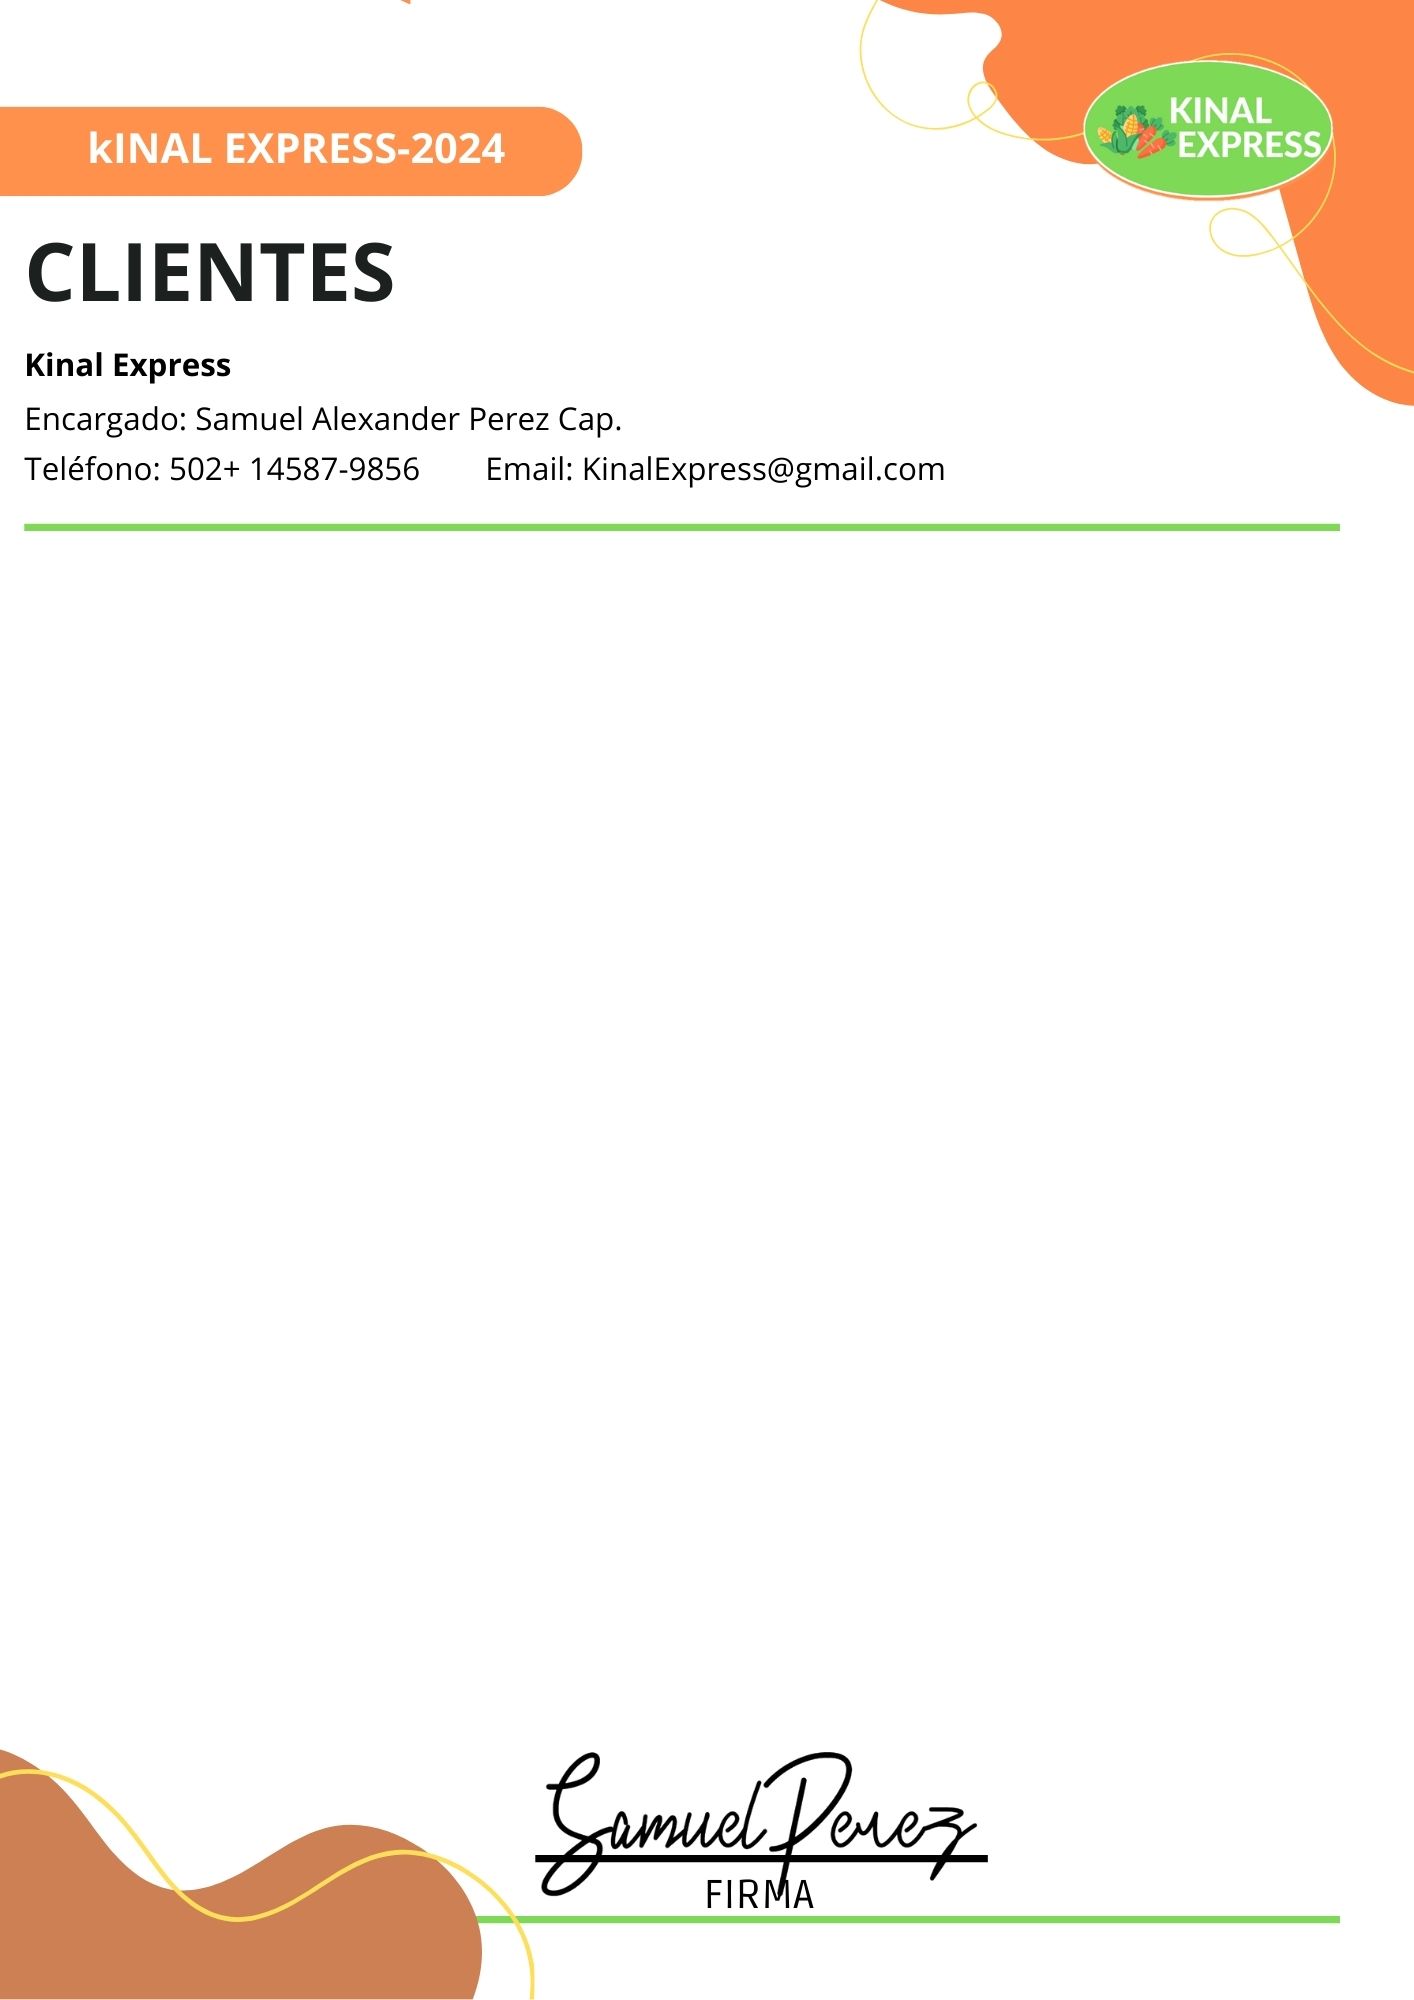 kINAL EXPRESS-2024
KINAL
EXPRESS
CLIENTES
Kinal Express
Encargado: Samuel Alexander Perez Cap.
Teléfono: 502+ 14587-9856 Email: KinalExpress@gmail.com
Samuel Perez
FIRMA